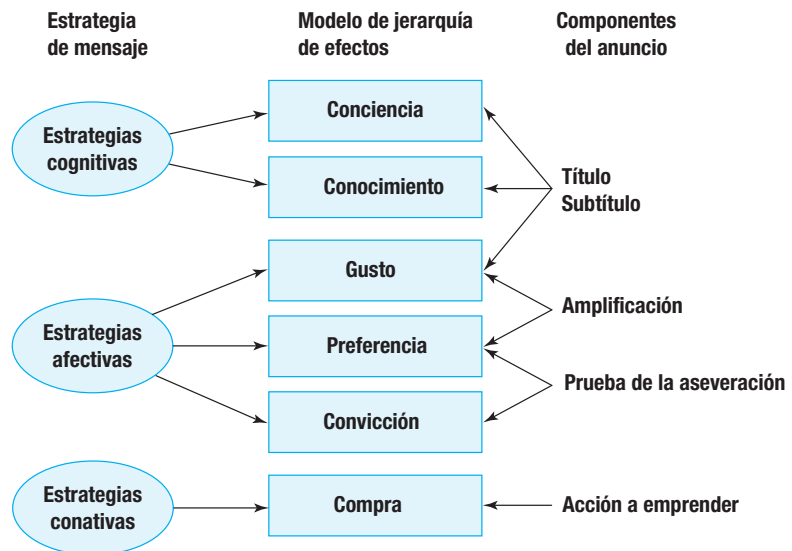 Estrategia
de mensaje
Modelo de jerarquía
de efectos
Componentes
del anuncio
Estrategias
cognitivas
Conciencia
Conocimiento
Título
Subtítulo
Gusto
Amplificación
Estrategias
afectivas
Preferencia
Prueba de la aseveración
Convicción
Estrategias
conativas
Compra
Acción a emprender